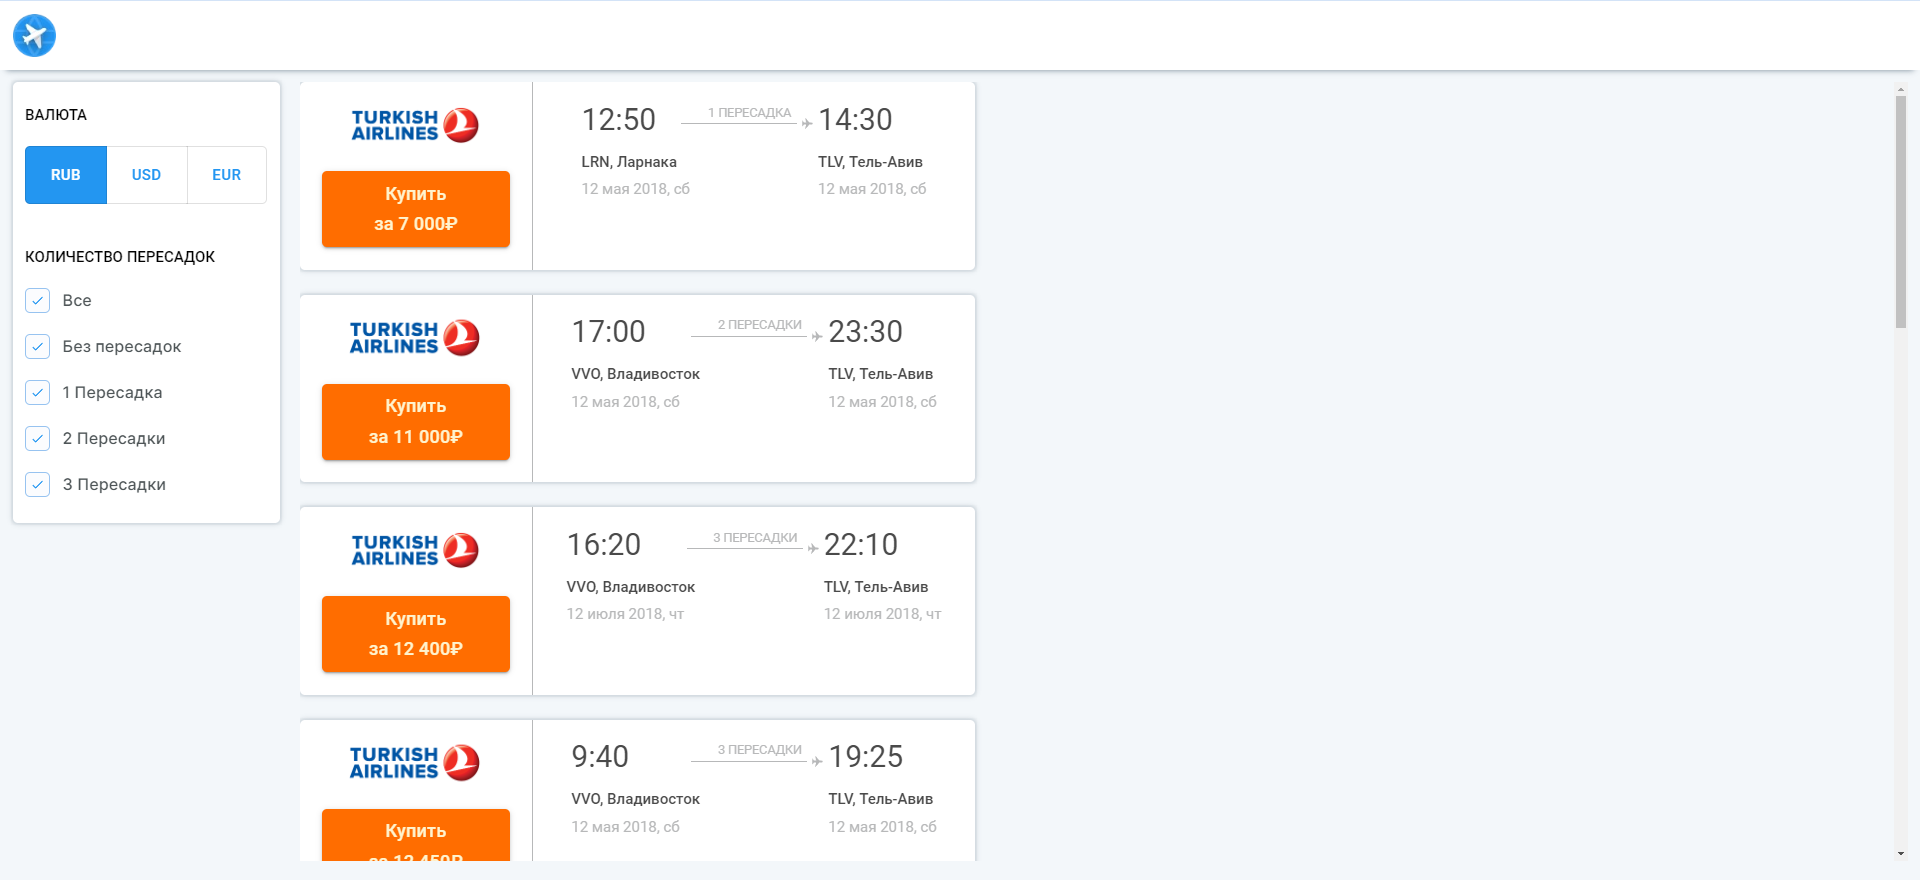 ВАЛЮТА
RUB USD EUR
КОЛИЧЕСТВО ПЕРЕСАДОК
Все
Без пересадок
1 Пересадка
2 Пересадки
3 Пересадки
TURKISH
AIRLINES
Купить
за 7 000₽
12:50 1 ПЕРЕСАДКА 14:30
LRN, Ларнака TLV, Тель-Авив
12 мая 2018, сб 12 мая 2018, сб
TURKISH
AIRLINES
Купить
за 11 000₽
17:00 2 ПЕРЕСАДКИ 23:30
VVO, Владивосток TLV, Тель-Авив
12 мая 2018, сб 12 мая 2018, сб
TURKISH
AIRLINES
Купить
за 12 400₽
16:20 3 ПЕРЕСАДКИ 22:10
VVO, Владивосток TLV, Тель-Авив
12 июля 2018, чт 12 июля 2018, чт
TURKISH
AIRLINES
Купить
за 12 450₽
9:40 3 ПЕРЕСАДКИ 19:25
VVO, Владивосток TLV, Тель-Авив
12 мая 2018, сб 12 мая 2018, сб